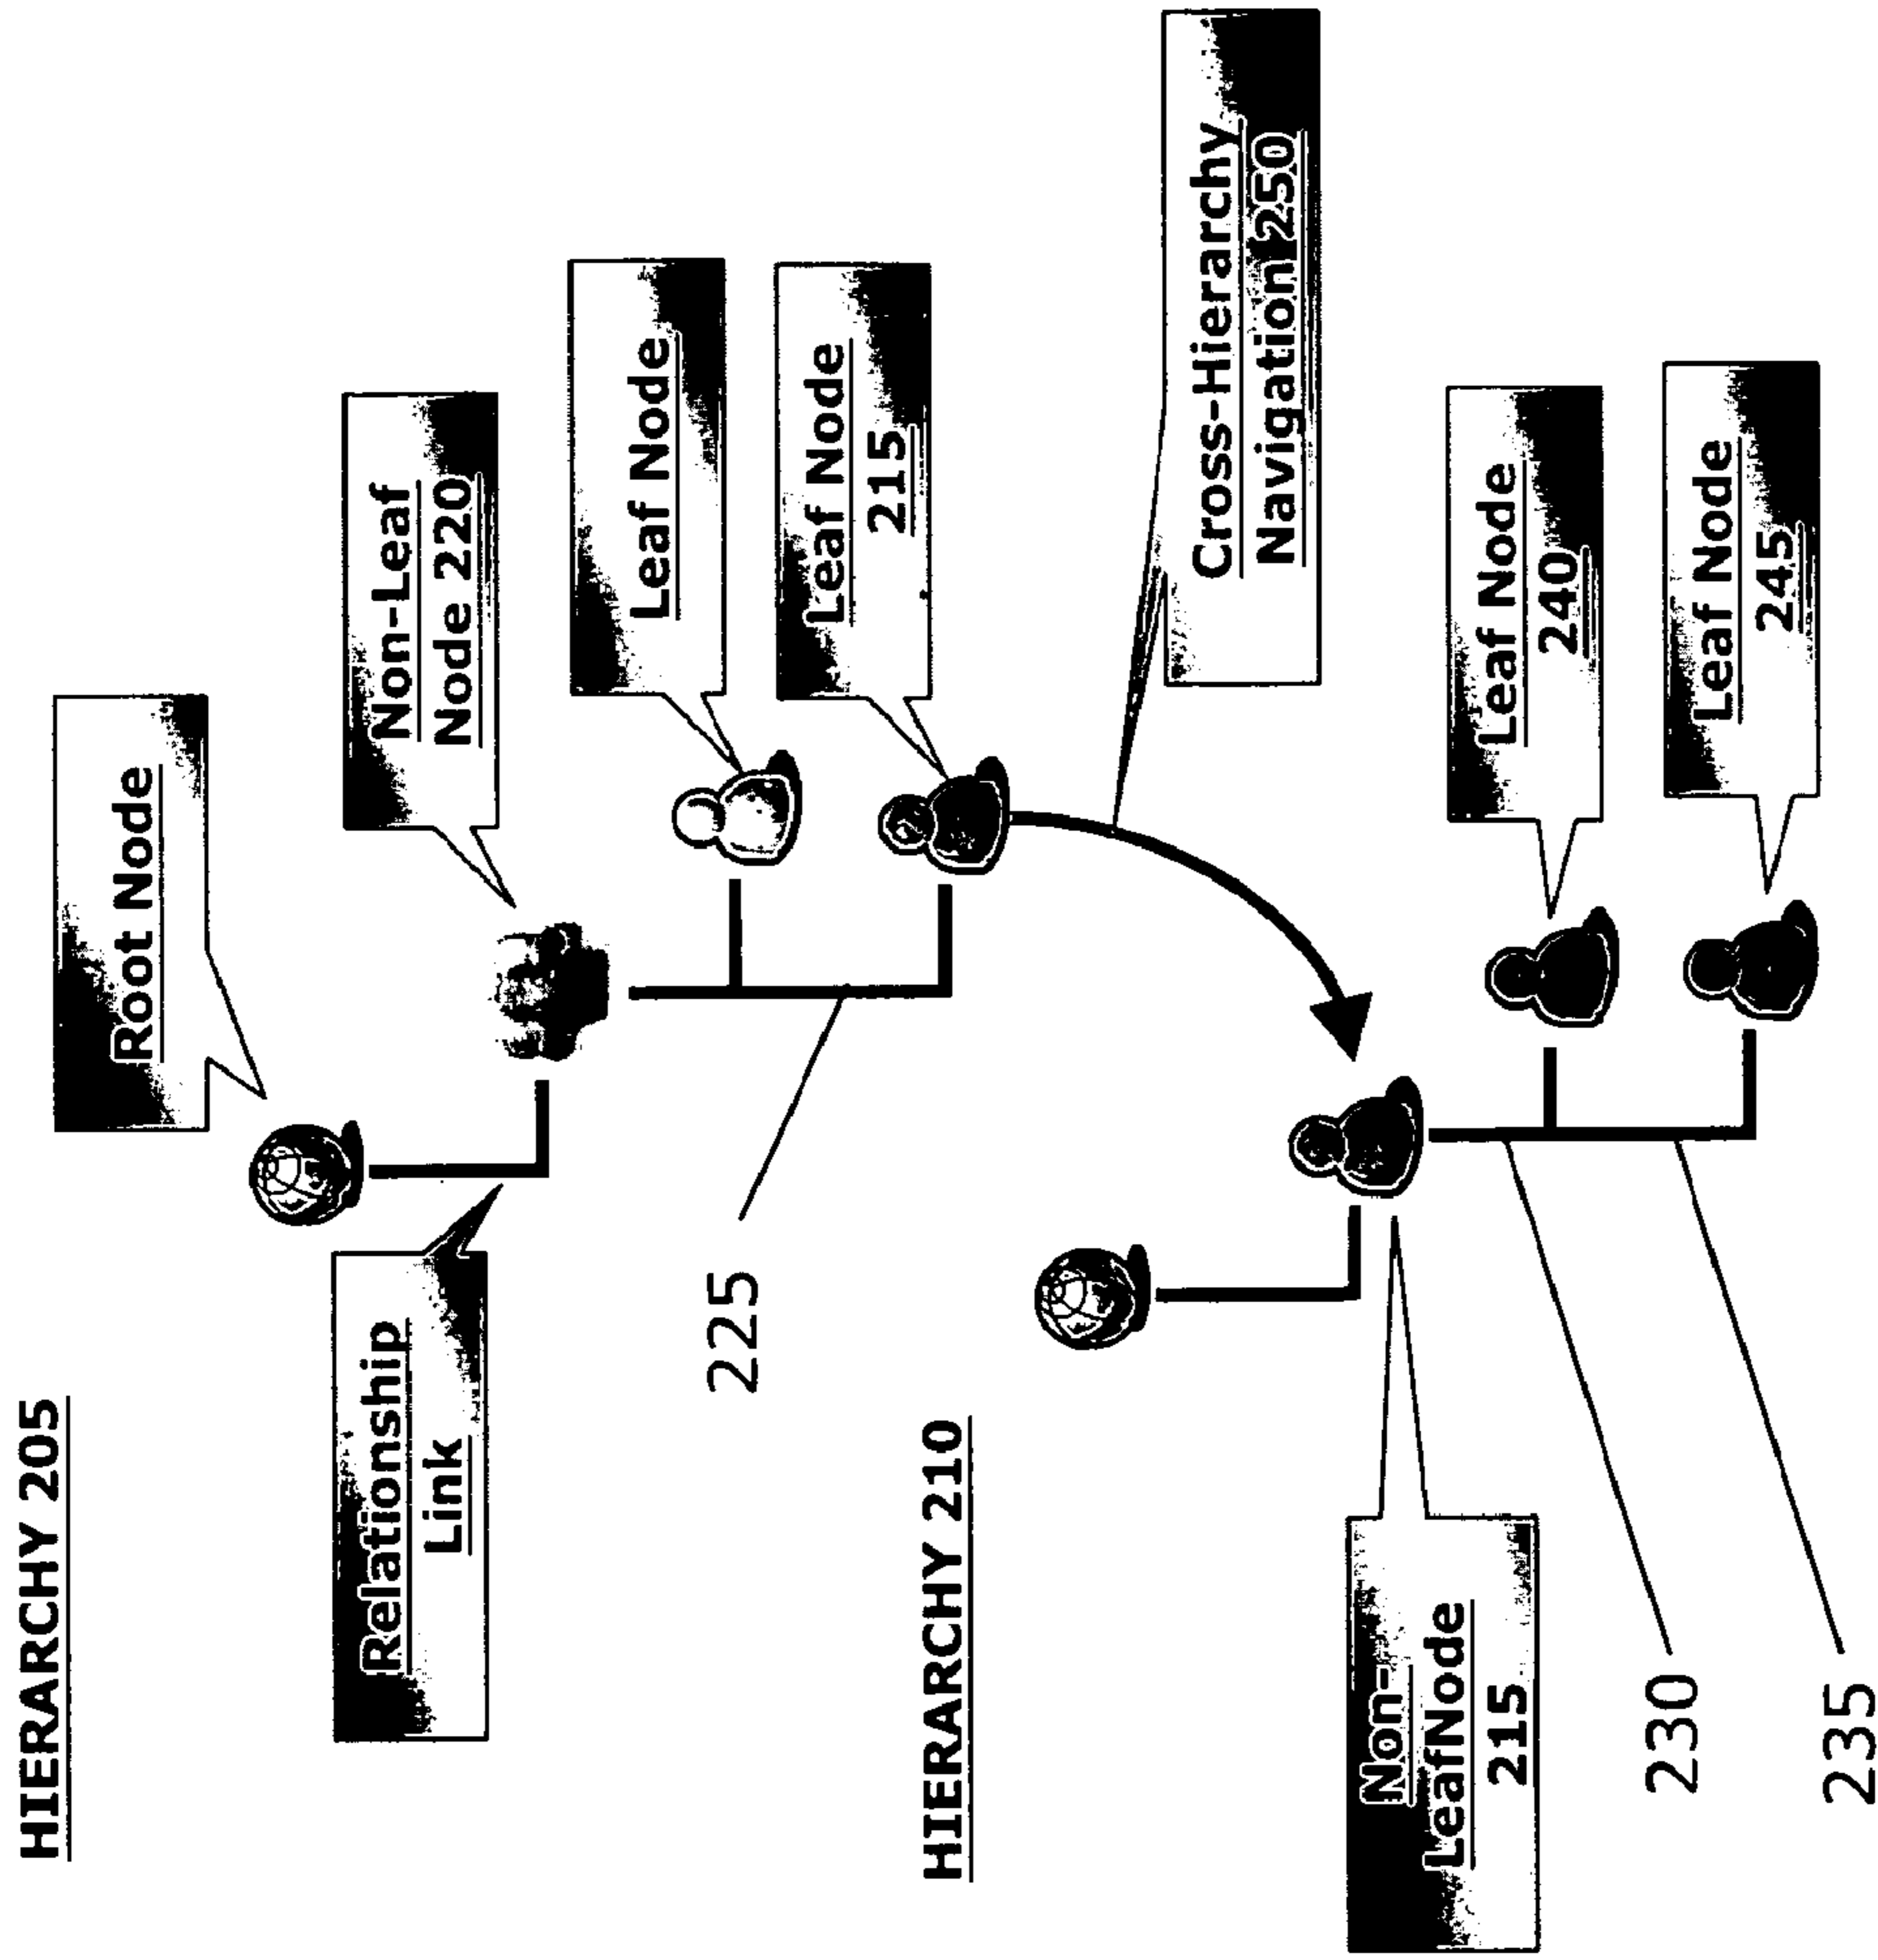 HIERARCHY 205
Root Node
Relationship
Link
Non-Leaf
Node 220
Leaf Node
225
Leaf Node
215
HIERARCHY 210
Cross-Hierarchy
Navigation 250
Non-
LeafNode
215
Leaf Node
240
230
Leaf Node
245
235